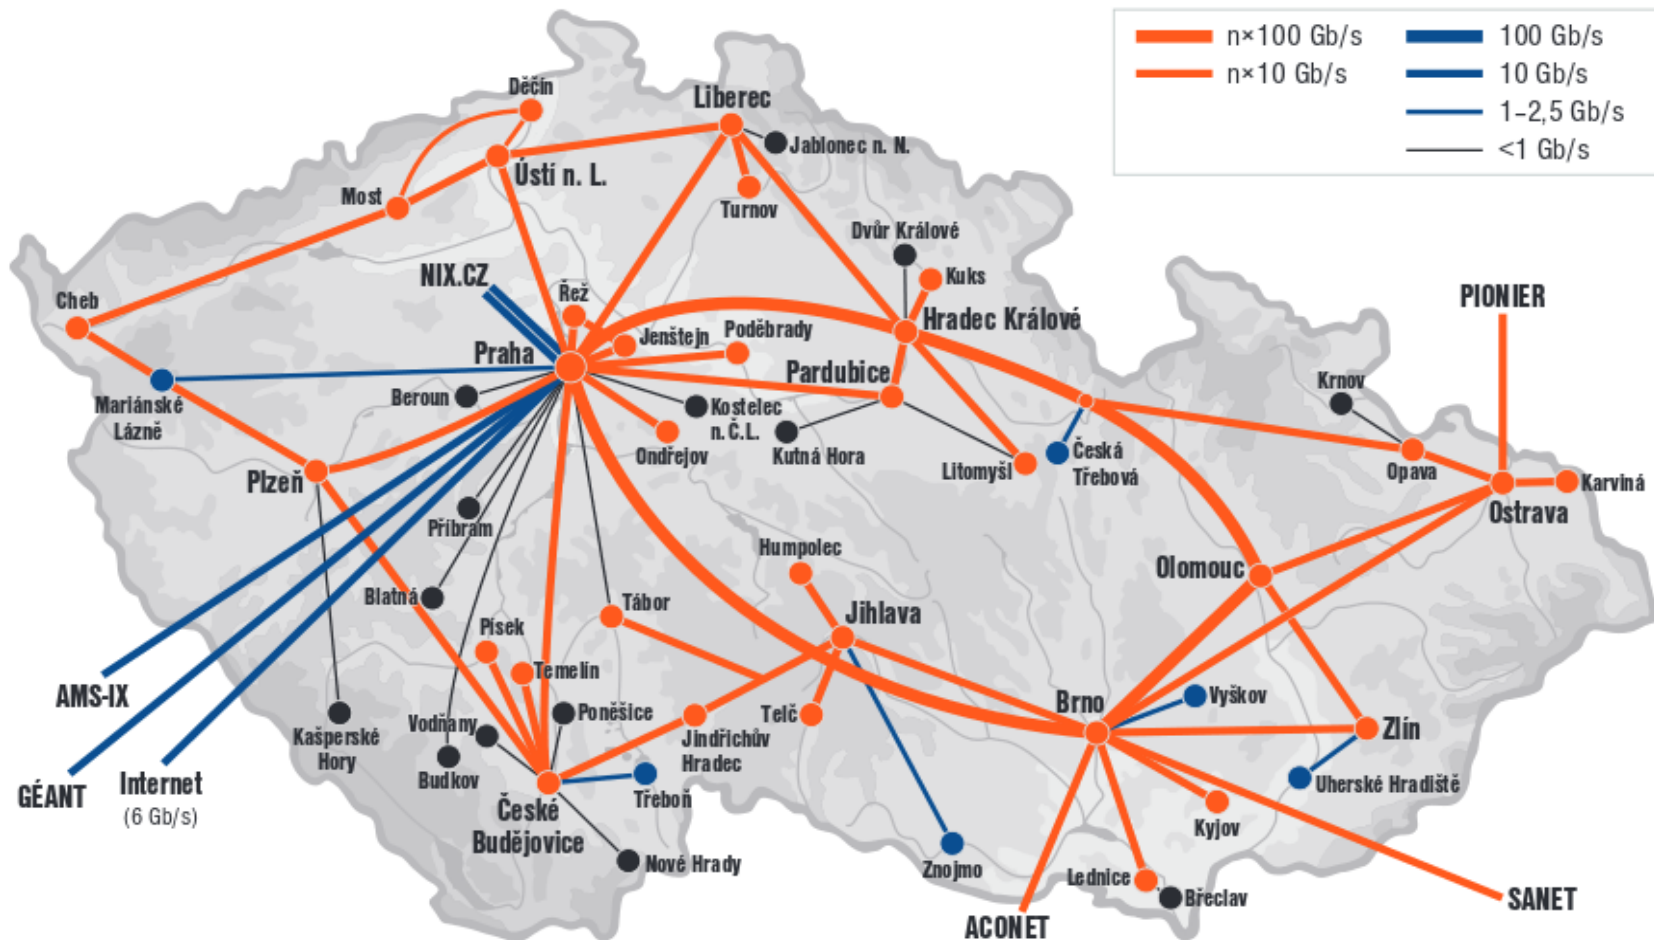 n×100 Gb/s
100 Gb/s
n×10 Gb/s
10 Gb/s
1–2,5 Gb/s
<1 Gb/s
Děčín
Liberec
Jablonec n. N.
Ústí n. L.
Most
Turnov
Dvůr Králové
Kuks
NIX.CZ
Řež
Cheb
PIONIER
Hradec Králové
Jenštejn
Poděbrady
Praha
Pardubice
Krnov
Beroun
Mariánské
Lázně
Kostelec
n.Č.L.
Ondřejov
Kutná Hora
Litomyšl
Česká
Třebová
Opava
Karviná
Ostrava
Plzeň
Příbram
Humpolec
Olomouc
Blatná
Tábor
Jihlava
Písek
Temelín
AMS-IX
Vodňany
Poněšice
Telč
Brno
Vyškov
Zlín
Kašperské
Hory
Budkov
Jindřichův
Hradec
GÉANT
Internet
(6 Gb/s)
Třeboň
Uherské Hradiště
České
Budějovice
Kyjov
Nové Hrady
Znojmo
Lednice
Břeclav
SANET
ACONET